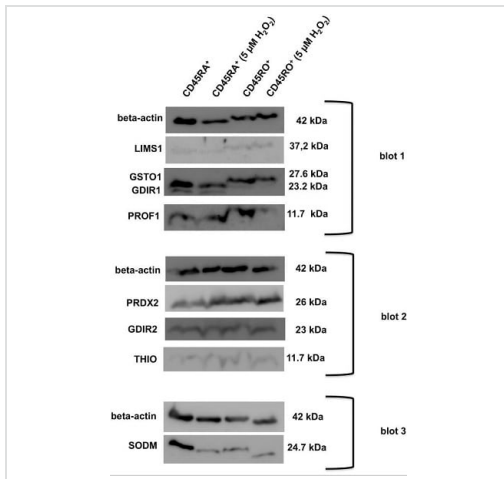 CD45RA⁺
CD45RA⁺ (5 µM H₂O₂)
CD45RO⁺
CD45RO⁺ (5 µM H₂O₂)
beta-actin 42 kDa
LIMS1 37,2 kDa
GSTO1 27.6 kDa
GDIR1 23.2 kDa
PROF1 11.7 kDa
blot 1
beta-actin 42 kDa
PRDX2 26 kDa
GDIR2 23 kDa
THIO 11.7 kDa
blot 2
beta-actin 42 kDa
SODM 24.7 kDa
blot 3